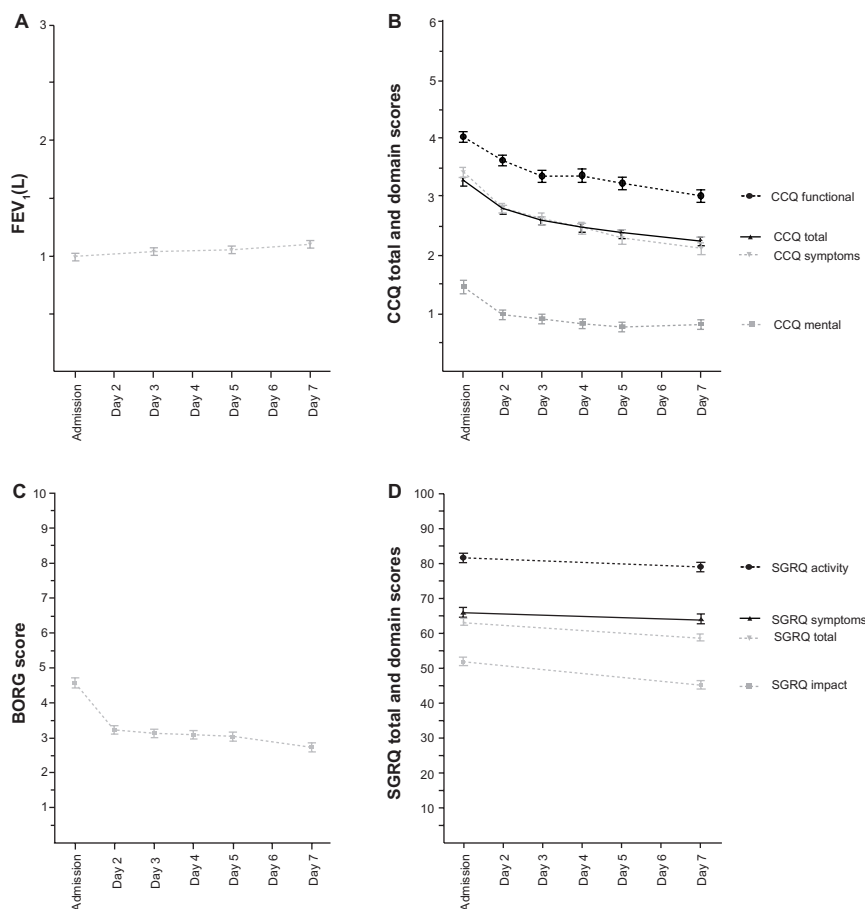 A
3
2
1
FEV1(L)
Admission
Day 2
Day 3
Day 4
Day 5
Day 6
Day 7
B
6
5
4
3
2
1
CCQ total and domain scores
Admission
Day 2
Day 3
Day 4
Day 5
Day 6
Day 7
CCQ functional
CCQ total
CCQ symptoms
CCQ mental
C
10
9
8
7
6
5
4
3
2
1
BORG score
Admission
Day 2
Day 3
Day 4
Day 5
Day 6
Day 7
D
100
90
80
70
60
50
40
30
20
10
SGRQ total and domain scores
Admission
Day 2
Day 3
Day 4
Day 5
Day 6
Day 7
SGRQ activity
SGRQ symptoms
SGRQ total
SGRQ impact